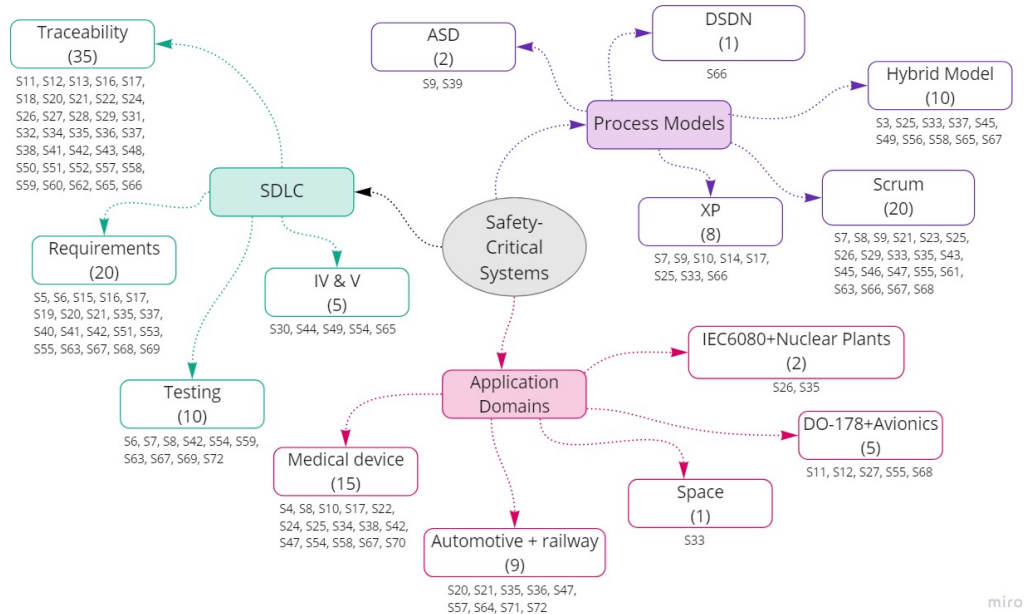 Traceability
(35)
S11, S12, S13, S16, S17,
S18, S20, S21, S22, S24,
S26, S27, S28, S29, S31,
S32, S34, S35, S36, S37,
S38, S41, S42, S43, S48,
S50, S51, S52, S57, S58,
S59, S60, S62, S65, S66
SDLC
Requirements
(20)
S5, S6, S15, S16, S17,
S19, S20, S21, S35, S37,
S40, S41, S42, S51, S53,
S55, S63, S67, S68, S69
IV & V
(5)
S30, S44, S49, S54, S65
Testing
(10)
S6, S7, S8, S42, S54, S59,
S63, S67, S69, S72
Safety-
Critical
Systems
ASD
(2)
S9, S39
DSDN
(1)
S66
Process Models
Hybrid Model
(10)
S3, S25, S33, S37, S45,
S49, S56, S58, S65, S67
XP
(8)
S7, S9, S10, S14, S17,
S25, S33, S66
Scrum
(20)
S7, S8, S9, S21, S23, S25,
S26, S29, S33, S35, S43,
S45, S46, S47, S55, S61,
S63, S66, S67, S68
Application
Domains
IEC6080+Nuclear Plants
(2)
S26, S35
DO-178+Avionics
(5)
S11, S12, S27, S55, S68
Medical device
(15)
S4, S8, S10, S17, S22,
S24, S25, S34, S38, S42,
S47, S54, S58, S67, S70
Space
(1)
S33
Automotive + railway
(9)
S20, S21, S35, S36, S47,
S57, S64, S71, S72
miro